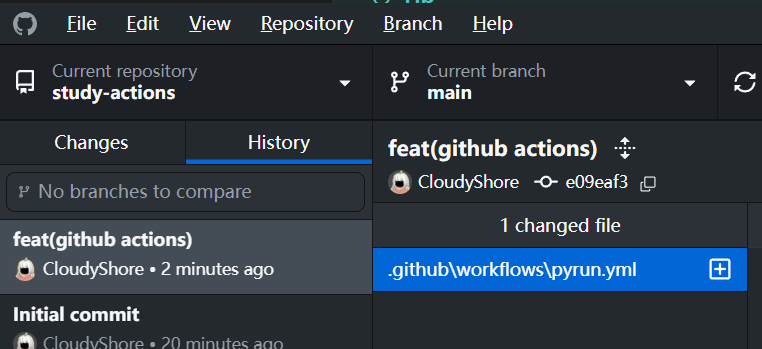 File Edit View Repository Branch Help
Current repository
study-actions
Current branch
main
Changes
History
No branches to compare
feat(github actions)
CloudyShore • 2 minutes ago
Initial commit
CloudyShore • 20 minutes ago
feat(github actions)
CloudyShore e09eaf3
1 changed file
.github\workflows\pyrun.yml